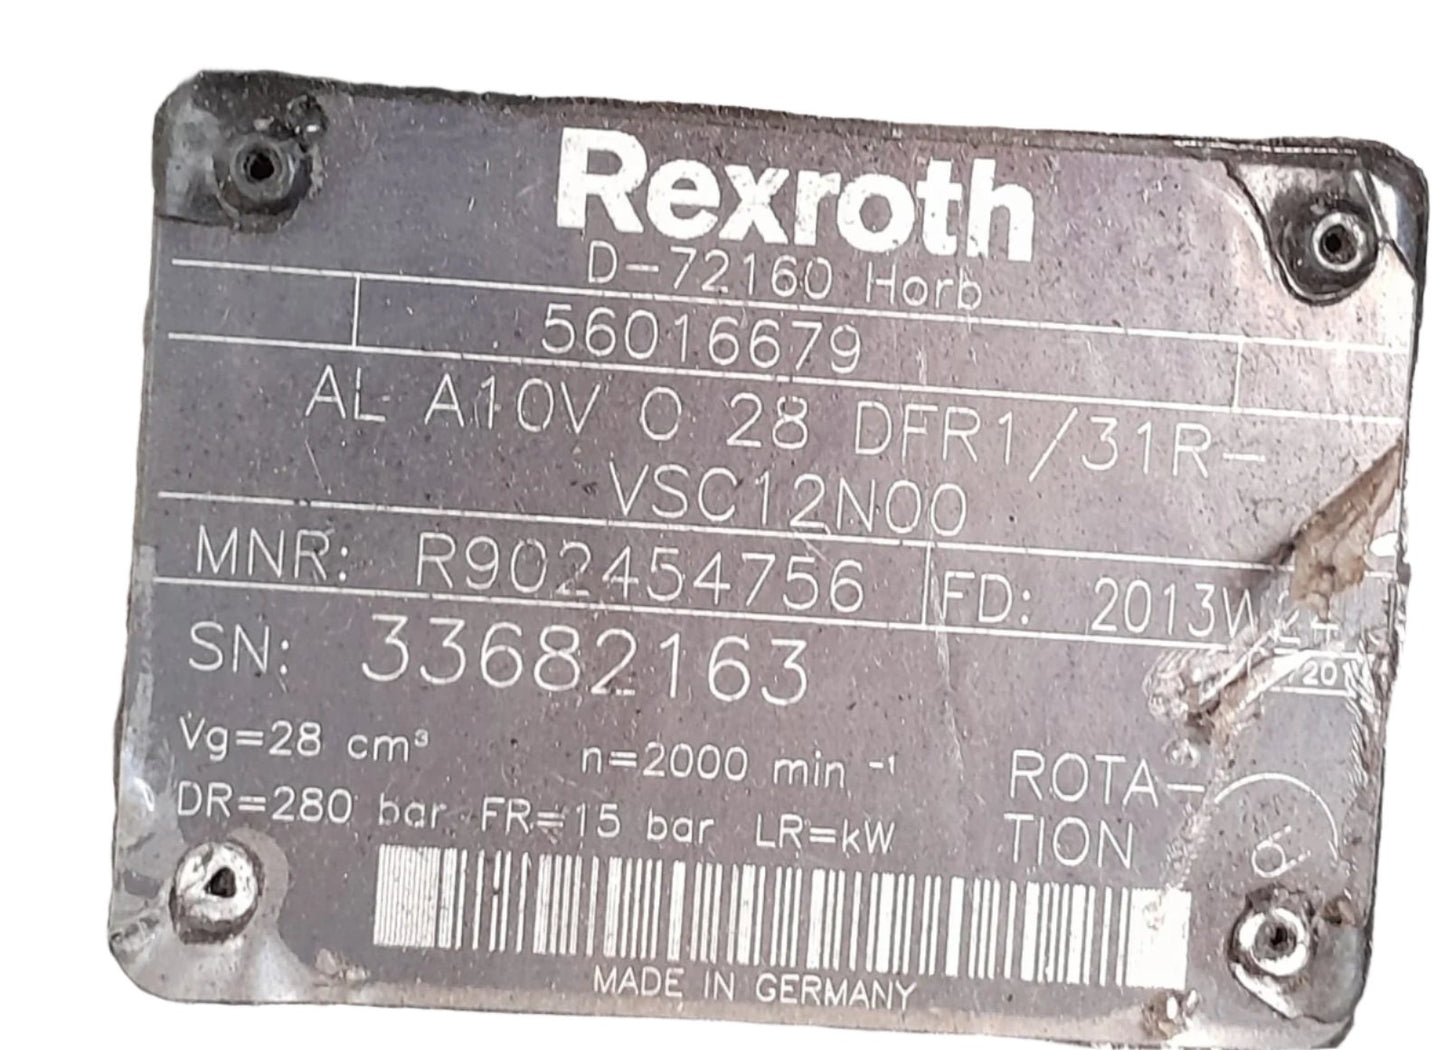 Rexroth
D-72160 Horb
56016679
AL A10V O 28 DFR1/31R-
VSC12N00
MNR: R902454756 FD: 2013W24
SN: 33682163
Vg=28 cm³ n=2000 min⁻¹ ROTA-
DR=280 bar FR=15 bar LR=kW TION
MADE IN GERMANY